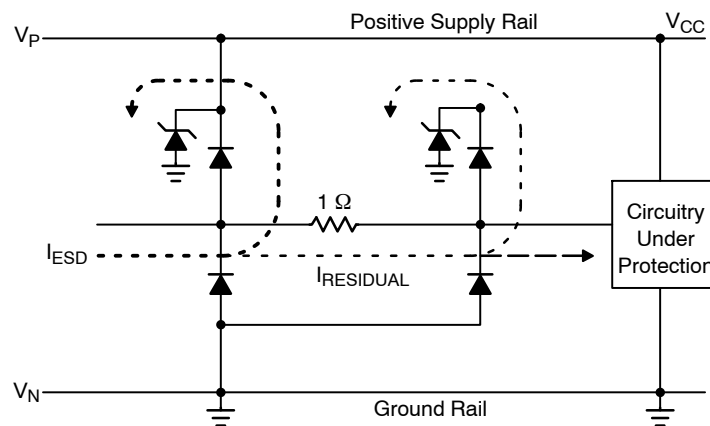 Positive Supply Rail
V_P
V_CC
1 Ω
I_ESD
I_RESIDUAL
Circuitry
Under
Protection
V_N
Ground Rail